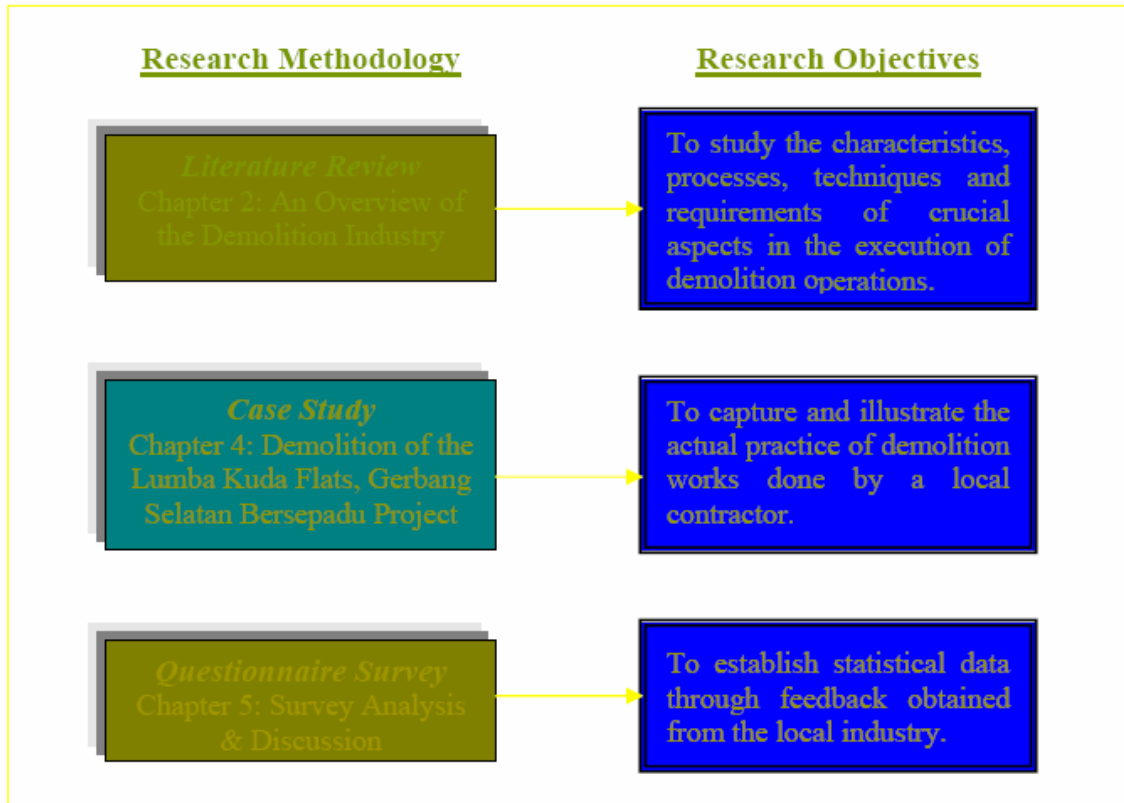 Research Methodology
Research Objectives
Literature Review
Chapter 2: An Overview of
the Demolition Industry
To study the characteristics,
processes, techniques and
requirements of crucial
aspects in the execution of
demolition operations.
Case Study
Chapter 4: Demolition of the
Lumba Kuda Flats, Gerbang
Selatan Bersepadu Project
To capture and illustrate the
actual practice of demolition
works done by a local
contractor.
Questionnaire Survey
Chapter 5: Survey Analysis
& Discussion
To establish statistical data
through feedback obtained
from the local industry.